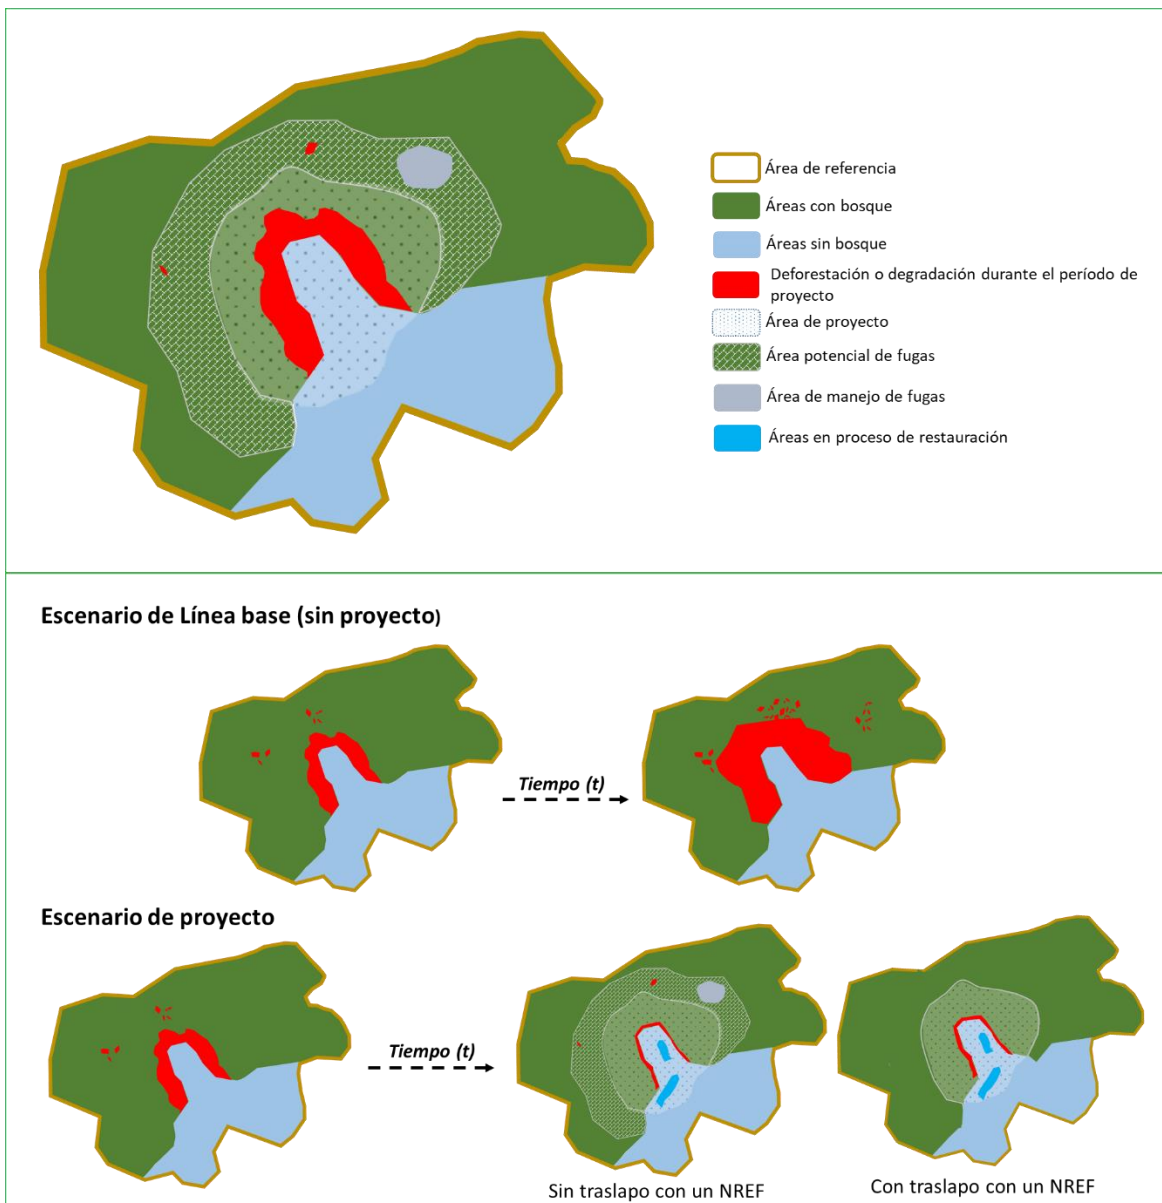 Área de referencia
Áreas con bosque
Áreas sin bosque
Deforestación o degradación durante el período de
proyecto
Área de proyecto
Área potencial de fugas
Área de manejo de fugas
Áreas en proceso de restauración
Escenario de Línea base (sin proyecto)
Tiempo (t)
Escenario de proyecto
Tiempo (t)
Sin traslapo con un NREF
Con traslapo con un NREF